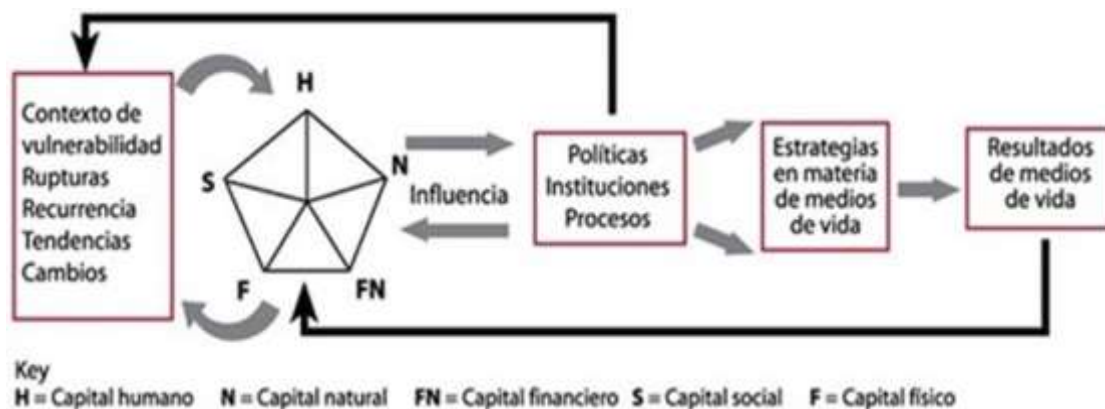 Contexto de
vulnerabilidad
Rupturas
Recurrencia
Tendencias
Cambios
H
S
N
F
FN
Influencia
Políticas
Instituciones
Procesos
Estrategias
en materia
de medios
de vida
Resultados
de medios
de vida
Key
H = Capital humano N = Capital natural FN = Capital financiero S = Capital social F = Capital físico